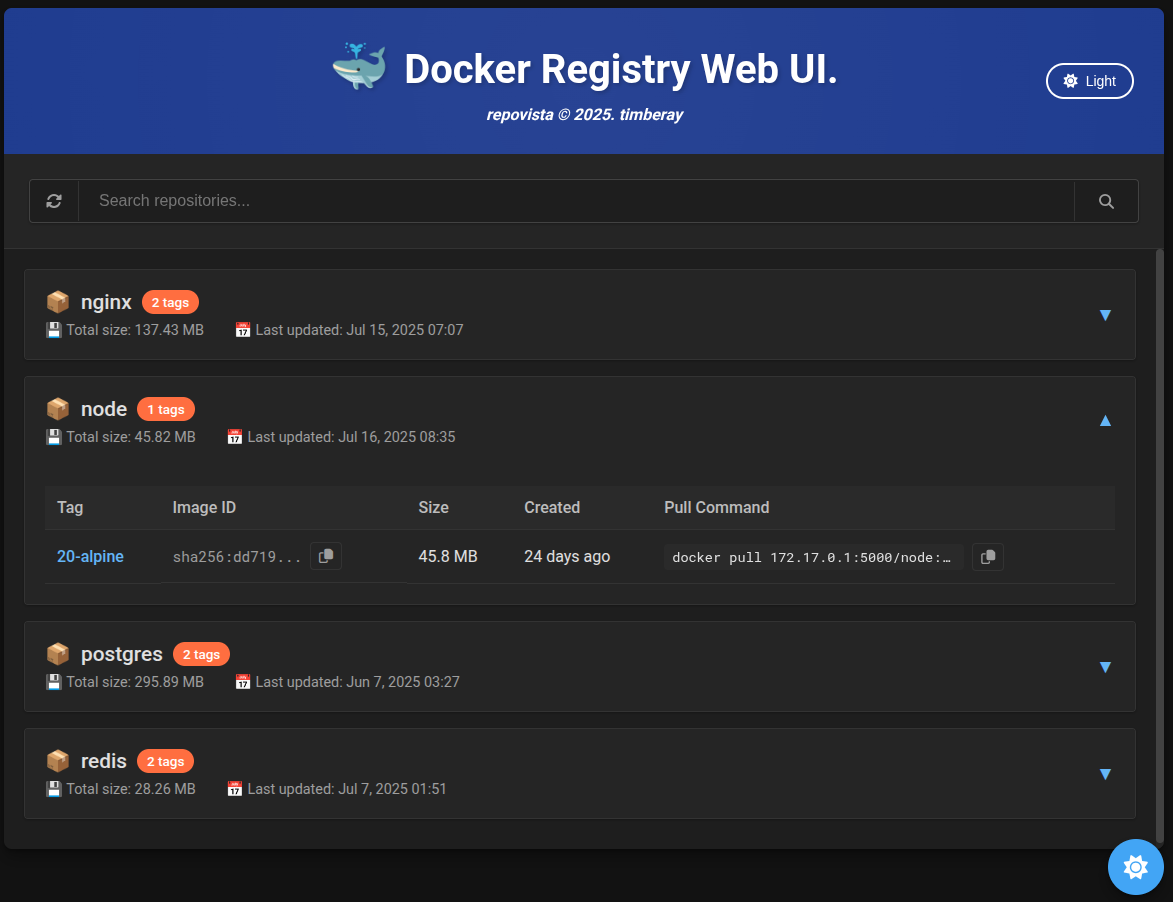 Docker Registry Web UI.
repovista © 2025. timberay
Light
Search repositories...
nginx 2 tags
Total size: 137.43 MB Last updated: Jul 15, 2025 07:07
▼
node 1 tags
Total size: 45.82 MB Last updated: Jul 16, 2025 08:35
▲
Tag Image ID Size Created Pull Command
20-alpine sha256:dd719... 45.8 MB 24 days ago docker pull 172.17.0.1:5000/node:…
postgres 2 tags
Total size: 295.89 MB Last updated: Jun 7, 2025 03:27
▼
redis 2 tags
Total size: 28.26 MB Last updated: Jul 7, 2025 01:51
▼